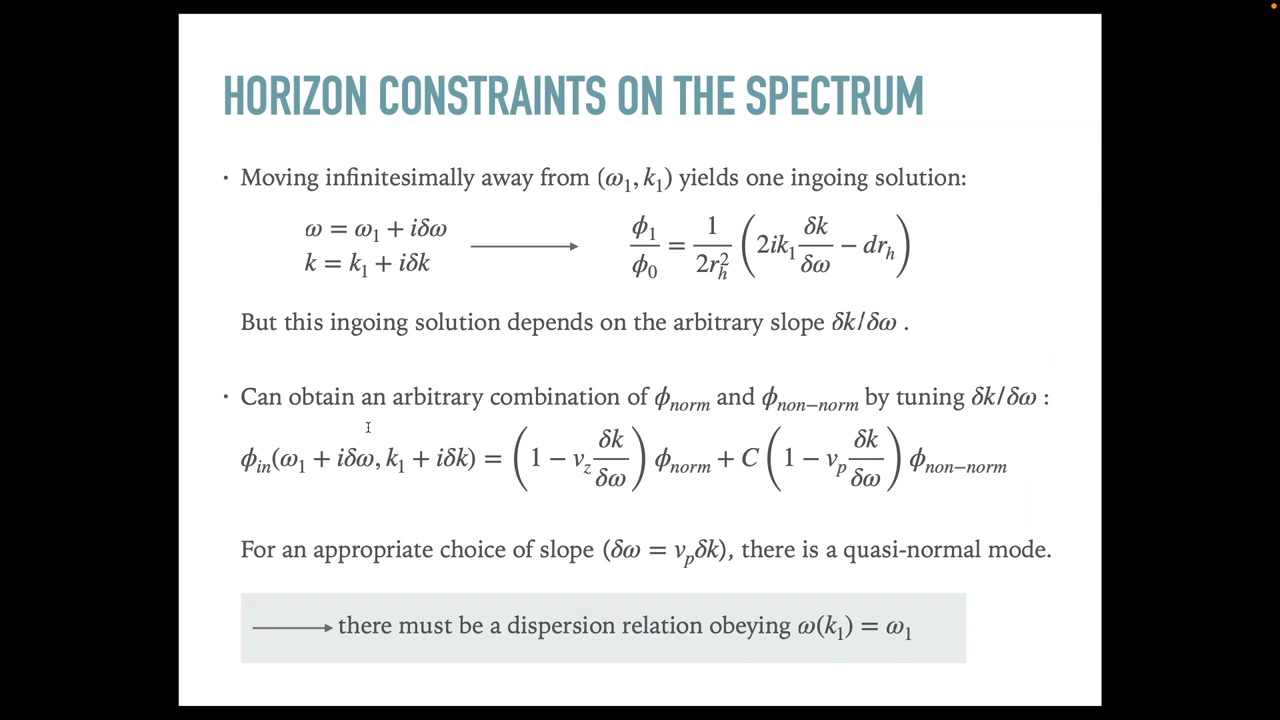 HORIZON CONSTRAINTS ON THE SPECTRUM
· Moving infinitesimally away from (ω₁, k₁) yields one ingoing solution:
ω = ω₁ + iδω
k = k₁ + iδk
⟶ ϕ₁/ϕ₀ = 1/(2r_h²) (2ik₁ δk/δω − dr_h)
But this ingoing solution depends on the arbitrary slope δk/δω .
· Can obtain an arbitrary combination of ϕ_norm and ϕ_non−norm by tuning δk/δω :
ϕ_in(ω₁ + iδω, k₁ + iδk) = (1 − v_z δk/δω) ϕ_norm + C (1 − v_p δk/δω) ϕ_non−norm
For an appropriate choice of slope (δω = v_pδk), there is a quasi-normal mode.
⟶ there must be a dispersion relation obeying ω(k₁) = ω₁